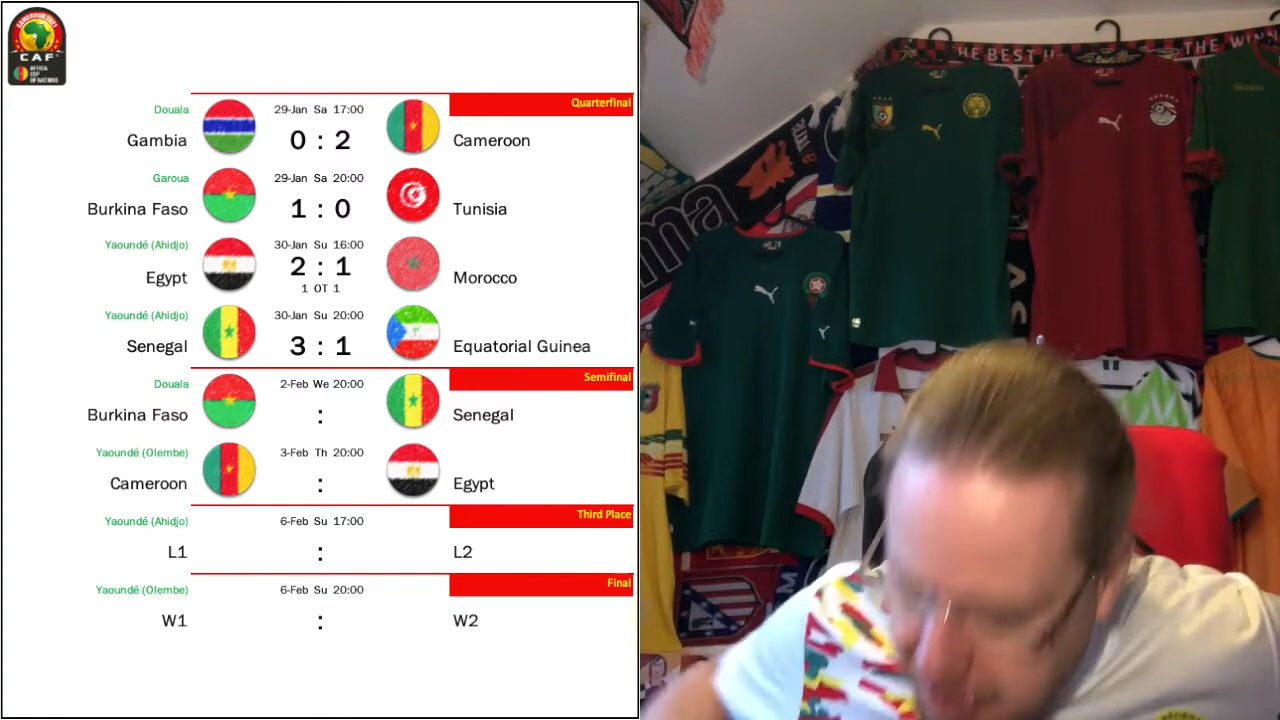 CAMEROON 2021
CAF
AFRICA
CUP
OF NATIONS
Douala 29-Jan Sa 17:00 Quarterfinal
Gambia 0 : 2 Cameroon
Garoua 29-Jan Sa 20:00
Burkina Faso 1 : 0 Tunisia
Yaoundé (Ahidjo) 30-Jan Su 16:00
Egypt 2 : 1 Morocco
1 OT 1
Yaoundé (Ahidjo) 30-Jan Su 20:00
Senegal 3 : 1 Equatorial Guinea
Douala 2-Feb We 20:00 Semifinal
Burkina Faso : Senegal
Yaoundé (Olembe) 3-Feb Th 20:00
Cameroon : Egypt
Yaoundé (Ahidjo) 6-Feb Su 17:00 Third Place
L1 : L2
Yaoundé (Olembe) 6-Feb Su 20:00 Final
W1 : W2
THE BEST
THE WINN